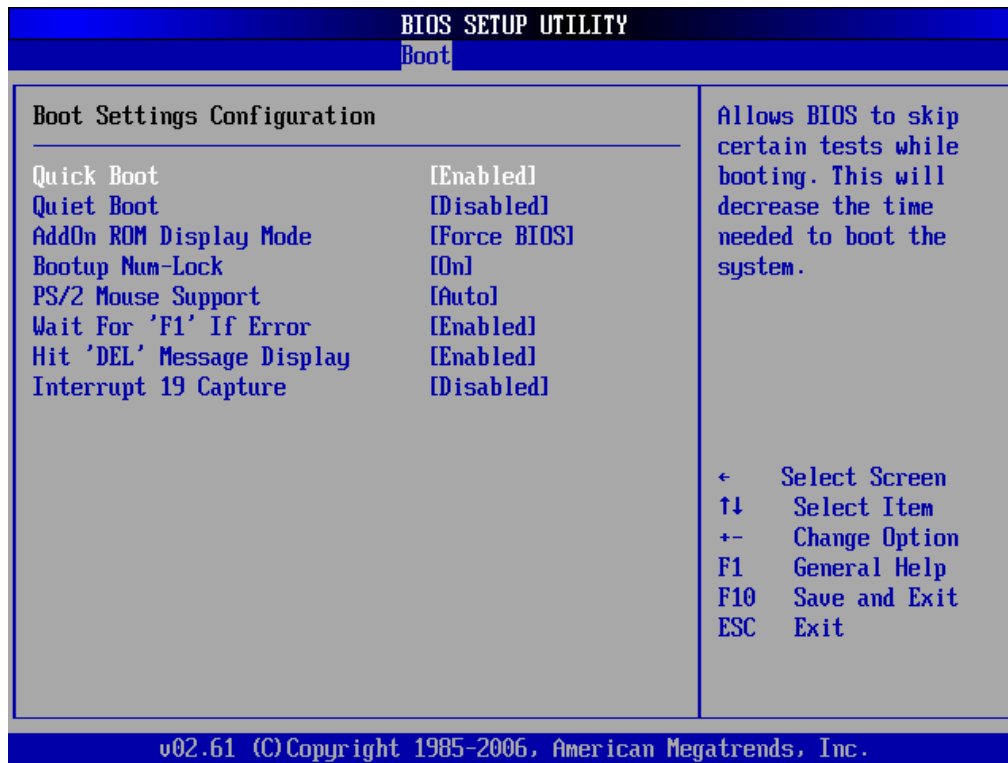 BIOS SETUP UTILITY
Boot
Boot Settings Configuration
Quick Boot [Enabled]
Quiet Boot [Disabled]
AddOn ROM Display Mode [Force BIOS]
Bootup Num-Lock [On]
PS/2 Mouse Support [Auto]
Wait For 'F1' If Error [Enabled]
Hit 'DEL' Message Display [Enabled]
Interrupt 19 Capture [Disabled]
Allows BIOS to skip
certain tests while
booting. This will
decrease the time
needed to boot the
system.
← Select Screen
↑↓ Select Item
+- Change Option
F1 General Help
F10 Save and Exit
ESC Exit
v02.61 (C)Copyright 1985-2006, American Megatrends, Inc.